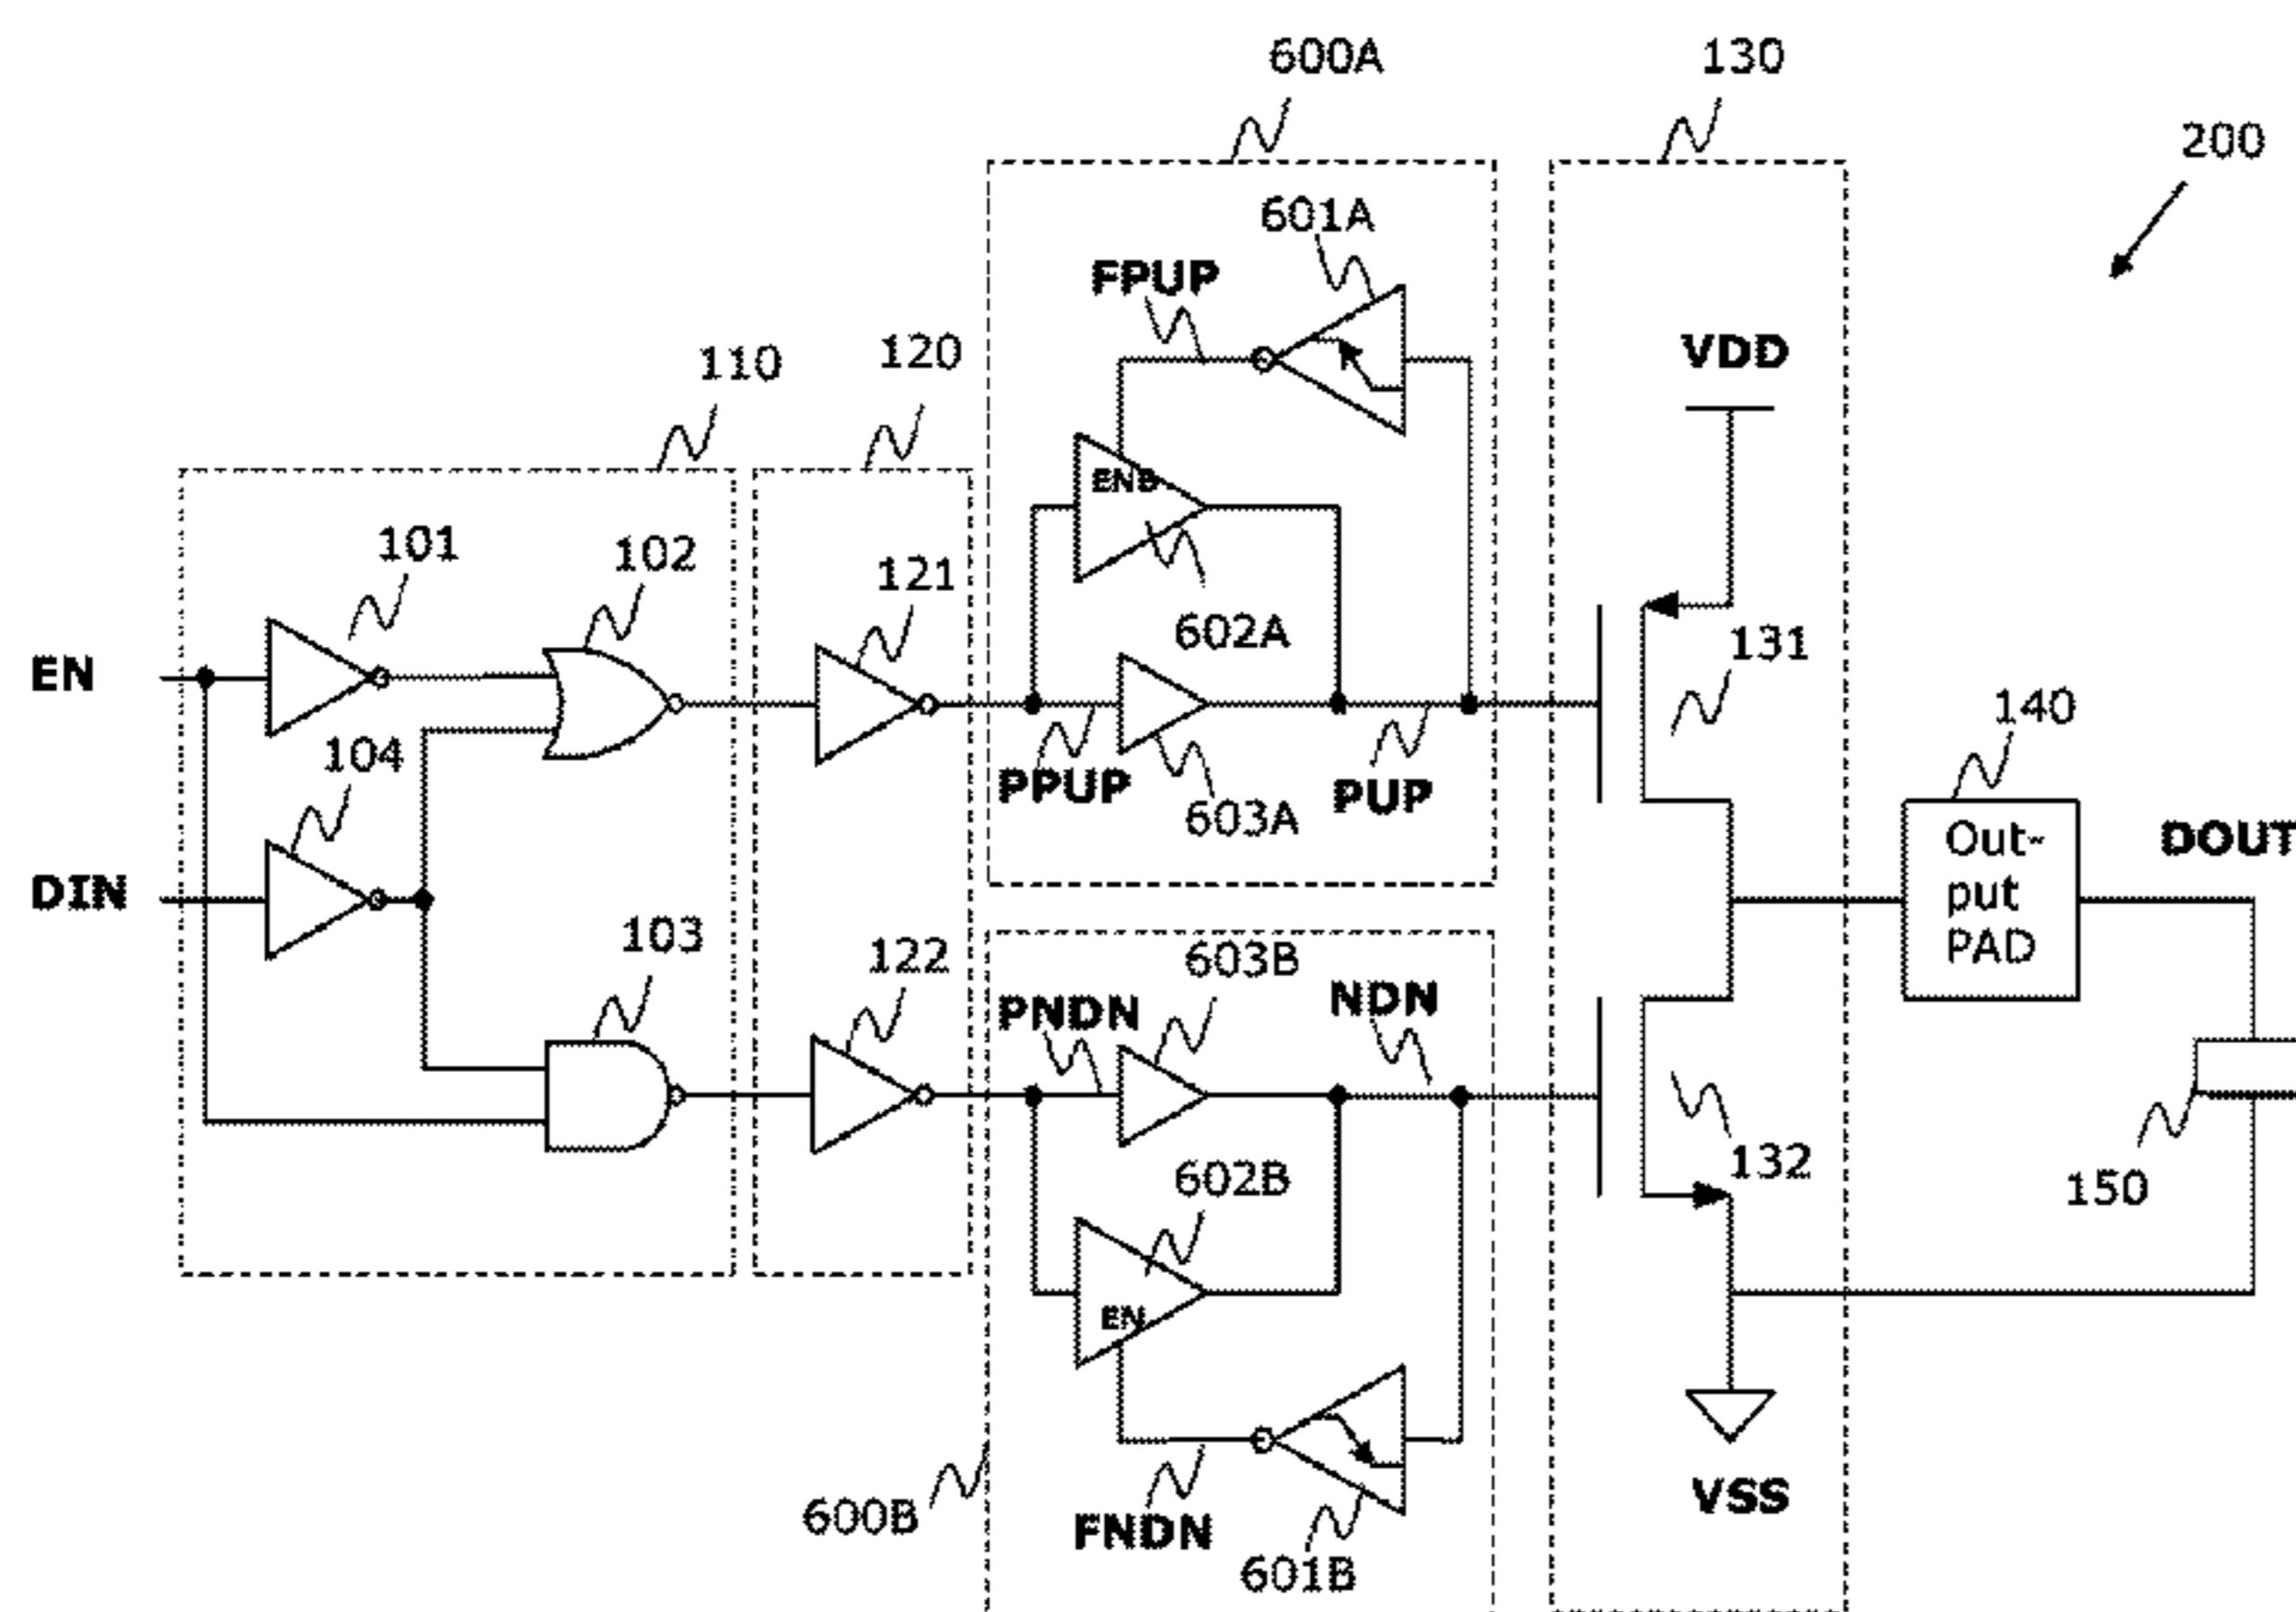 600A
130
200
601A
FPUP
VDD
110
120
ENB
101
102
121
602A
131
EN
104
140
PPUP
603A
PUP
Out-
put
PAD
DOUT
DIN
103
122
603B
PNDN
NDN
602B
132
150
EN
600B
FNDN
601B
VSS